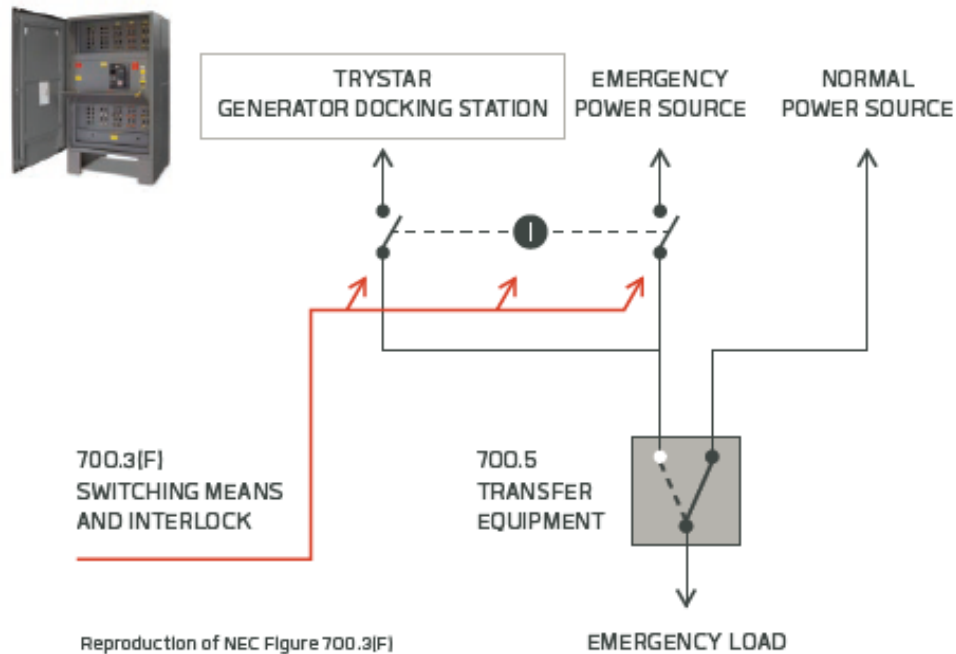 TRYSTAR
GENERATOR DOCKING STATION
EMERGENCY
POWER SOURCE
NORMAL
POWER SOURCE
I
700.3(F)
SWITCHING MEANS
AND INTERLOCK
700.5
TRANSFER
EQUIPMENT
Reproduction of NEC Figure 700.3(F)
EMERGENCY LOAD